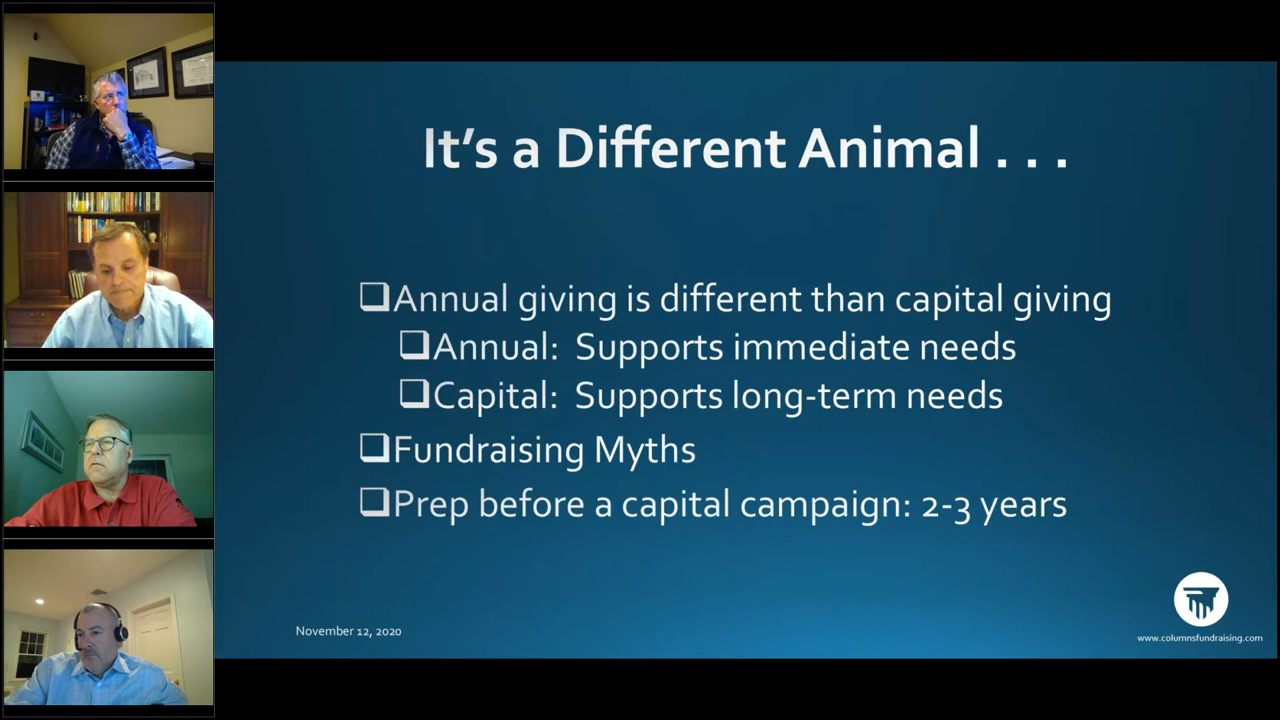 It's a Different Animal . . .
❑Annual giving is different than capital giving
❑Annual: Supports immediate needs
❑Capital: Supports long-term needs
❑Fundraising Myths
❑Prep before a capital campaign: 2-3 years
November 12, 2020
www.columnsfundraising.com